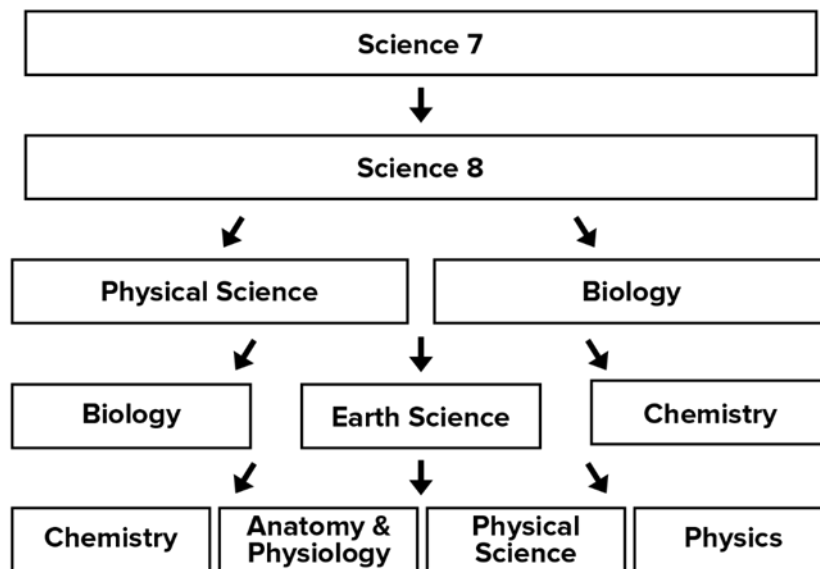 Science 7
Science 8
Physical Science
Biology
Biology
Earth Science
Chemistry
Chemistry
Anatomy &
Physiology
Physical
Science
Physics